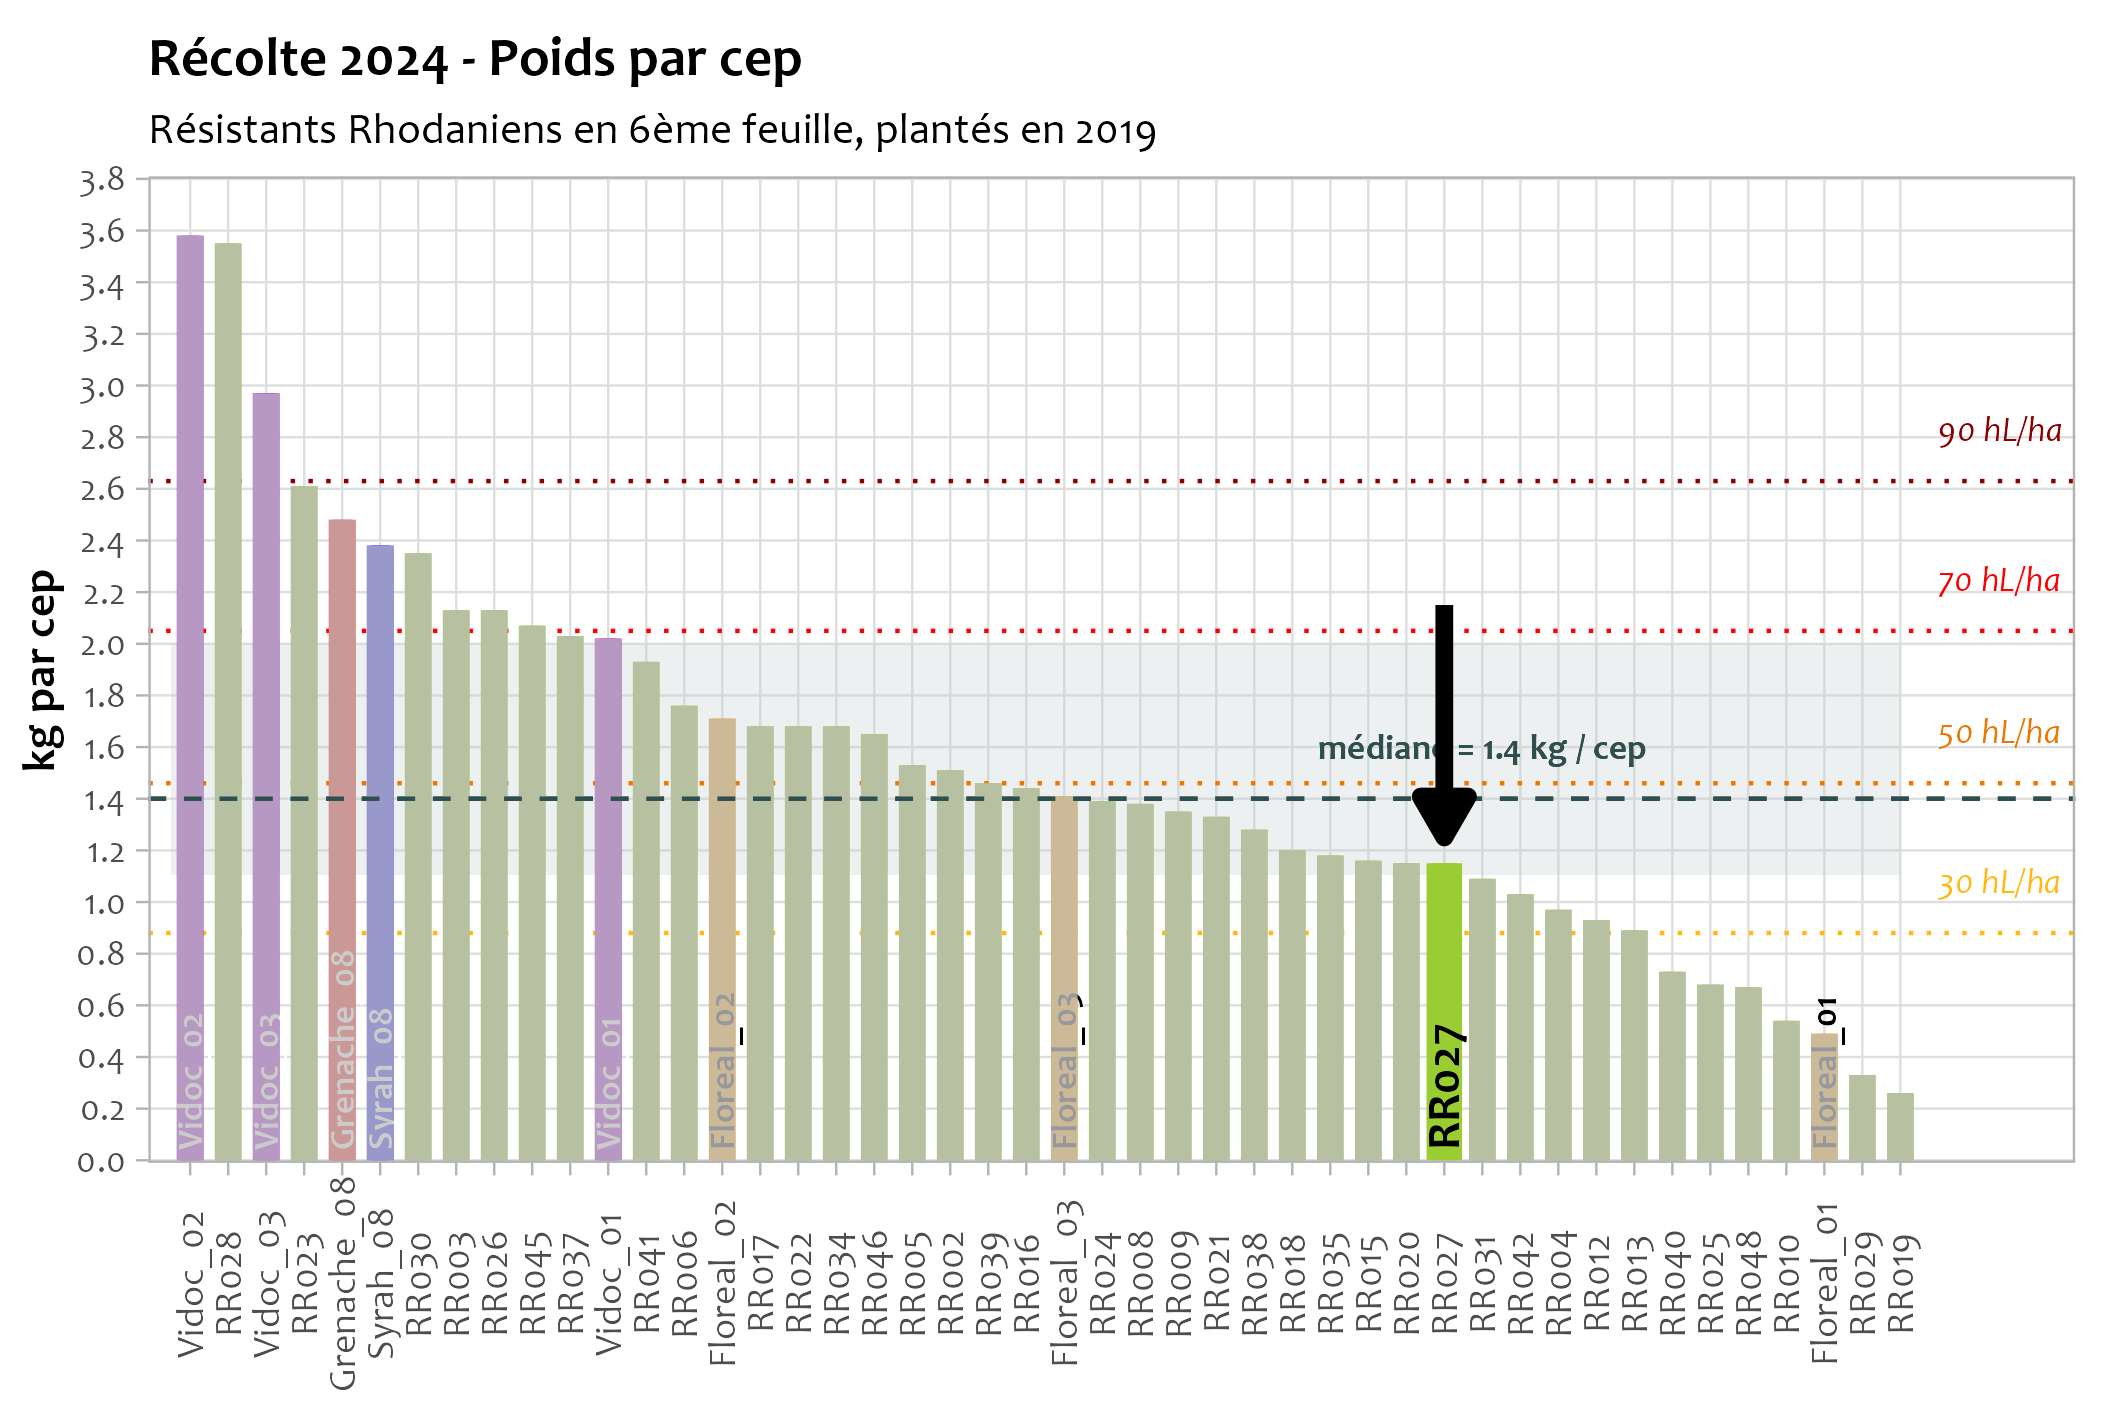 Récolte 2024 - Poids par cep
Résistants Rhodaniens en 6ème feuille, plantés en 2019
kg par cep
3.8
3.6
3.4
3.2
3.0
2.8
2.6
2.4
2.2
2.0
1.8
1.6
1.4
1.2
1.0
0.8
0.6
0.4
0.2
0.0
90 hL/ha
70 hL/ha
50 hL/ha
30 hL/ha
médiane = 1.4 kg / cep
Vidoc_02
Vidoc_03
Grenache_08
Syrah_08
Vidoc_01
Floreal_02
Floreal_03
RR027
Floreal_01
Vidoc_02
RR028
Vidoc_03
RR023
Grenache_08
Syrah_08
RR030
RR003
RR026
RR045
RR037
Vidoc_01
RR041
RR006
Floreal_02
RR017
RR022
RR034
RR046
RR005
RR002
RR039
RR016
Floreal_03
RR024
RR008
RR009
RR021
RR038
RR018
RR035
RR015
RR020
RR027
RR031
RR042
RR004
RR012
RR013
RR040
RR025
RR048
RR010
Floreal_01
RR029
RR019